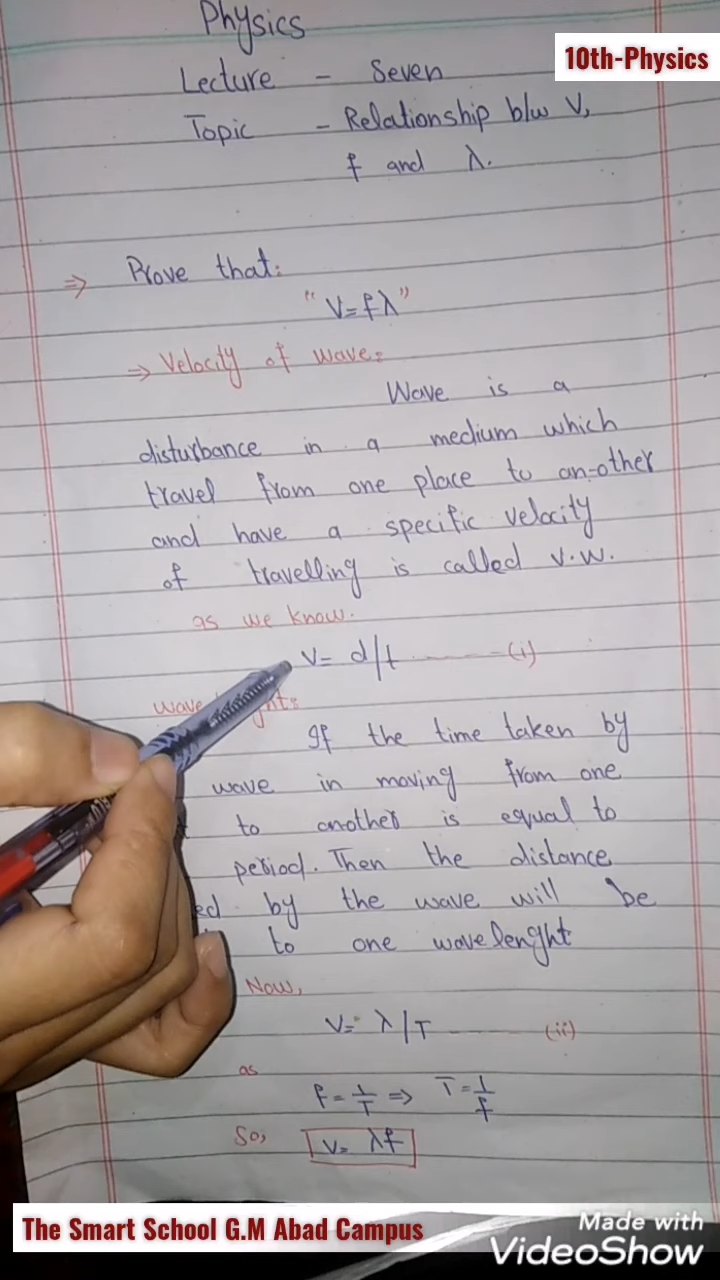 Physics
10th-Physics
Lecture - Seven
Topic - Relationship b/w V,
f and λ.
⇒ Prove that:
"V=fλ"
→ Velocity of wave:
Wave is a
disturbance in a medium which
travel from one place to an-other
and have a specific velocity
of travelling is called v.w.
as we know.
V= d/t ------- (i)
wave
If the time taken by
wave in moving from one
to another is equal to
period. Then the distance
ed by the wave will be
to one wavelenght
Now,
V= λ/T ------- (ii)
as
f = 1/T ⇒ T = 1/f
So, V= λf
The Smart School G.M Abad Campus
Made with
VideoShow